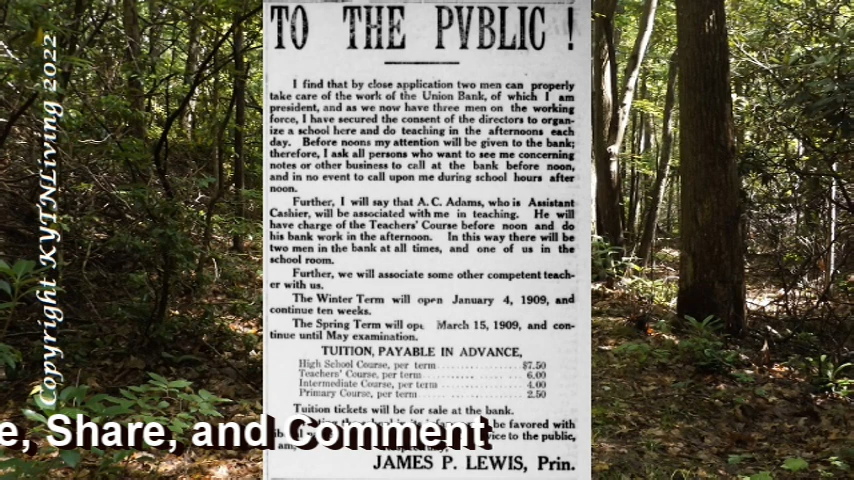 Copyright KYTNLiving 2022
TO THE PVBLIC !
I find that by close application two men can properly
take care of the work of the Union Bank, of which I am
president, and as we now have three men on the working
force, I have secured the consent of the directors to organ-
ize a school here and do teaching in the afternoons each
day. Before noons my attention will be given to the bank;
therefore, I ask all persons who want to see me concerning
notes or other business to call at the bank before noon,
and in no event to call upon me during school hours after
noon.
Further, I will say that A. C. Adams, who is Assistant
Cashier, will be associated with me in teaching. He will
have charge of the Teachers' Course before noon and do
his bank work in the afternoon. In this way there will be
two men in the bank at all times, and one of us in the
school room.
Further, we will associate some other competent teach-
er with us.
The Winter Term will open January 4, 1909, and
continue ten weeks.
The Spring Term will ope March 15, 1909, and con-
tinue until May examination.
TUITION, PAYABLE IN ADVANCE,
High School Course, per term $7.50
Teachers' Course, per term 6.00
Intermediate Course, per term 4.00
Primary Course, per term 2.50
Tuition tickets will be for sale at the bank.
be favored with
to the public,
am,
e, Share, and Comment
JAMES P. LEWIS, Prin.